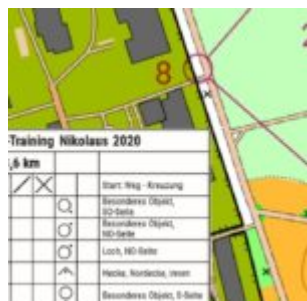 8
2
-Training Nikolaus 2020
,6 km
Start: Weg - Kreuzung
Besonderes Objekt,
SO-Seite
Besonderes Objekt,
NO-Seite
Loch, NO-Seite
Hecke, Nordecke, innen
Besonderes Objekt, S-Seite